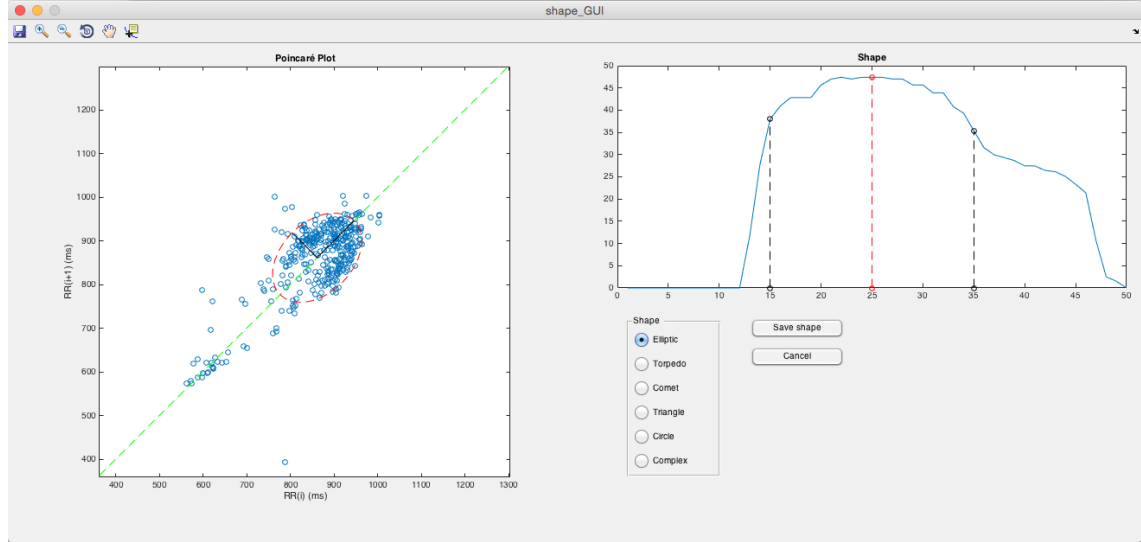 shape_GUI
Poincaré Plot
1200
1100
1000
900
800
700
600
500
400
RR(i+1) (ms)
400 500 600 700 800 900 1000 1100 1200 1300
RR(i) (ms)
Shape
50
45
40
35
30
25
20
15
10
5
0
0 5 10 15 20 25 30 35 40 45 50
Shape
Elliptic
Torpedo
Comet
Triangle
Circle
Complex
Save shape
Cancel